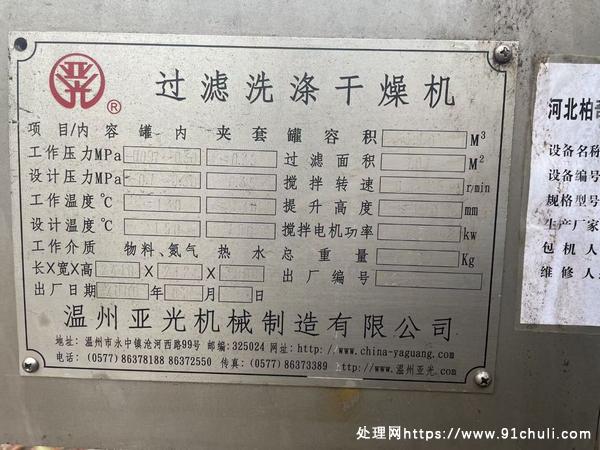 亚光 ®
过滤洗涤干燥机
项目/内容 罐内 夹套 罐容积 M³
工作压力MPa 过滤面积 M²
设计压力MPa 搅拌转速 r/min
工作温度℃ 提升高度 mm
设计温度℃ 搅拌电机功率 kw
工作介质 物料、氮气 热水 总重量 Kg
长X宽X高 X X 出厂编号
出厂日期 年 月 日
温州亚光机械制造有限公司
地址：温州市永中镇沧河西路99号 邮编:325024 网址:http://www.china-yaguang.com
电话：(0577) 86378188 86372550 传真：(0577)86373389 http://www.温州亚光.com
河北柏
设备名称
设备编号
规格型号
生产厂家
包机人
维修人
处理网https://www.91chuli.com/